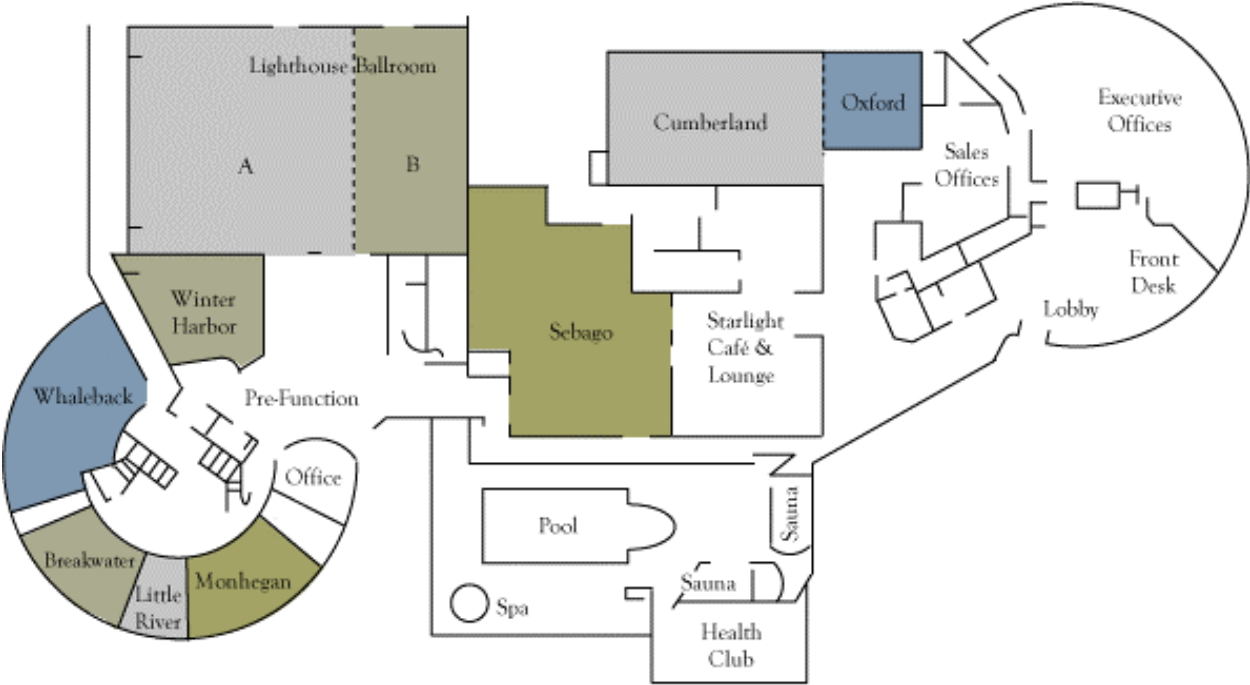 Lighthouse Ballroom
A
B
Cumberland
Oxford
Executive
Offices
Sales
Offices
Front
Desk
Lobby
Winter
Harbor
Sebago
Starlight
Café &
Lounge
Whaleback
Pre-Function
Office
Breakwater
Little
River
Monhegan
Pool
Sauna
Sauna
Spa
Health
Club